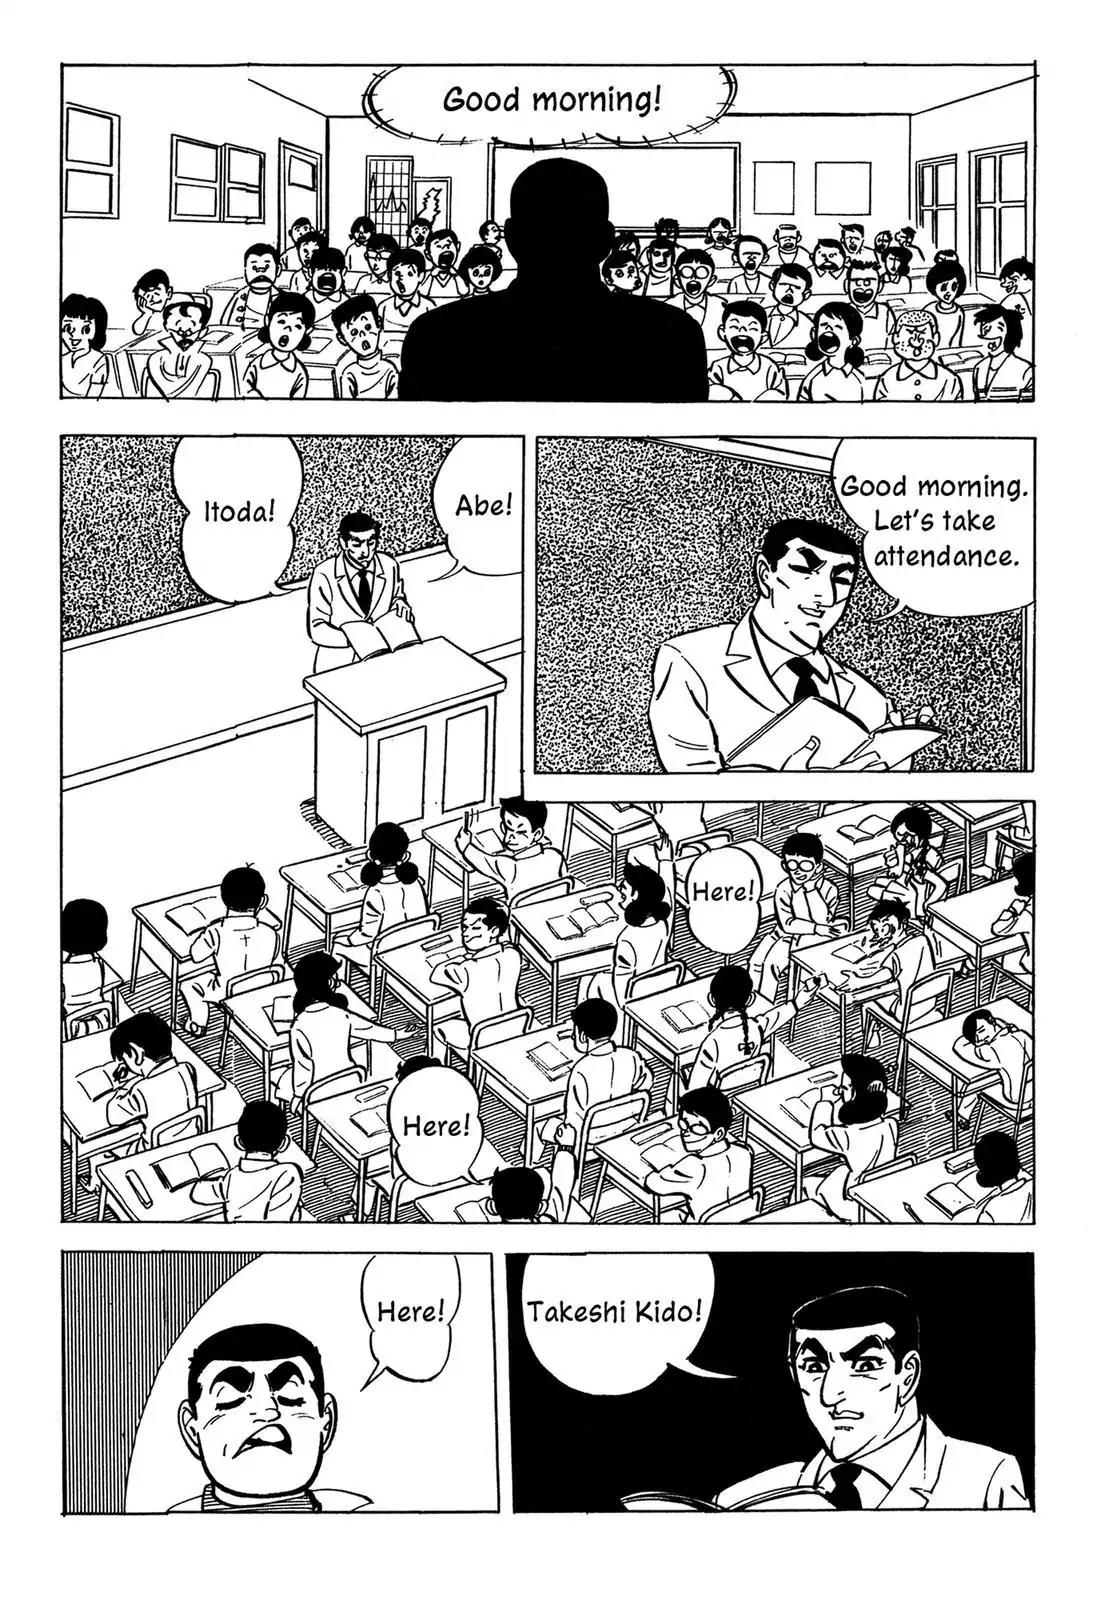 Good morning!
Good morning.
Let's take
attendance.
Abe!
Itoda!
Here!
Here!
Takeshi Kido!
Here!